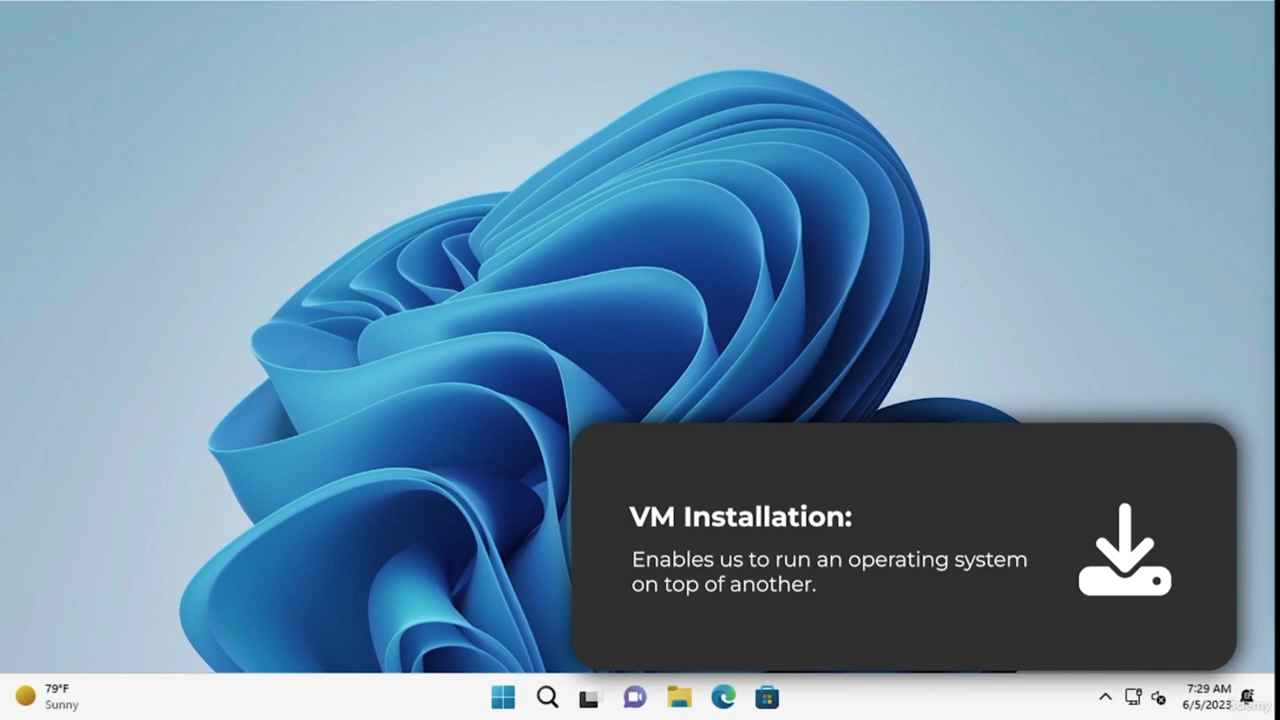 VM Installation:
Enables us to run an operating system
on top of another.
79°F
Sunny
7:29 AM
6/5/2023
Udemy